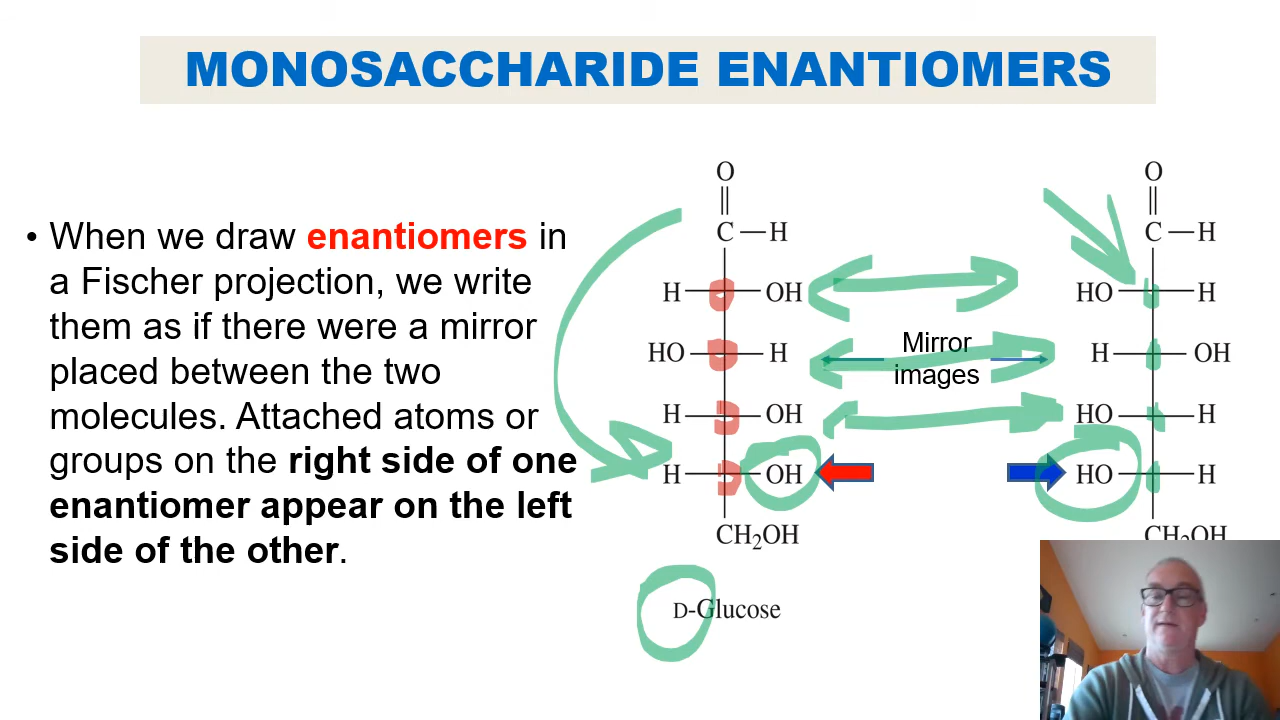 MONOSACCHARIDE ENANTIOMERS
• When we draw enantiomers in
a Fischer projection, we write
them as if there were a mirror
placed between the two
molecules. Attached atoms or
groups on the right side of one
enantiomer appear on the left
side of the other.
O
C—H
H OH
HO H
H OH
H OH
CH₂OH
D-Glucose
Mirror
images
O
C—H
HO H
H OH
HO H
HO H
CH₂OH